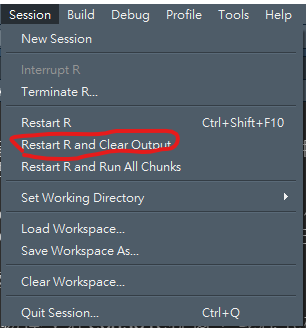 Session Build Debug Profile Tools Help
New Session
Interrupt R
Terminate R...
Restart R Ctrl+Shift+F10
Restart R and Clear Output
Restart R and Run All Chunks
Set Working Directory
Load Workspace...
Save Workspace As...
Clear Workspace...
Quit Session... Ctrl+Q